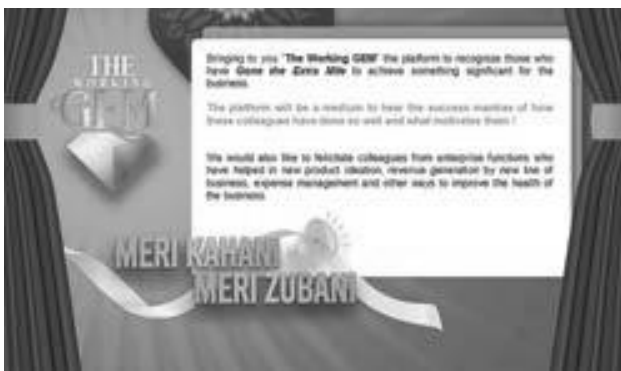 THE
WORKING
GEM
Bringing to you "The Working GEM" the platform to recognize those who
have Gone the Extra Mile to achieve something significant for the
business.
The platform will be a medium to hear the success mantras of how
these colleagues have done so well and what motivates them !
We would also like to felicitate colleagues from enterprise functions who
have helped in new product ideation, revenue generation by new line of
business, expense management and other ways to improve the health of
the business.
MERI KAHANI
MERI ZUBANI